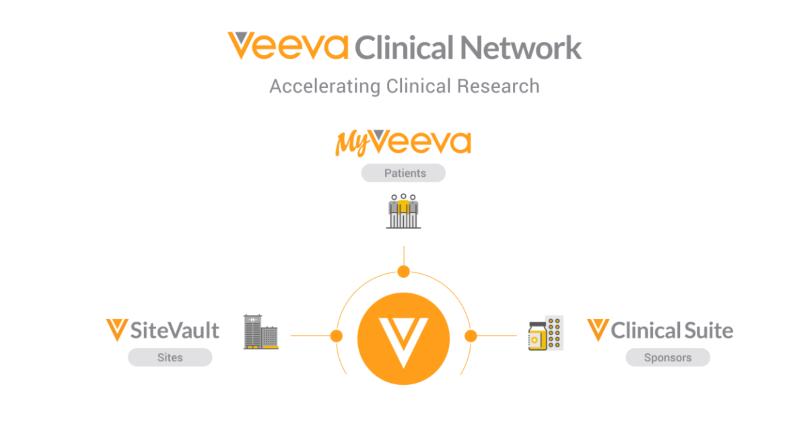 Veeva Clinical Network
Accelerating Clinical Research
MyVeeva
Patients
SiteVault
Sites
Clinical Suite
Sponsors